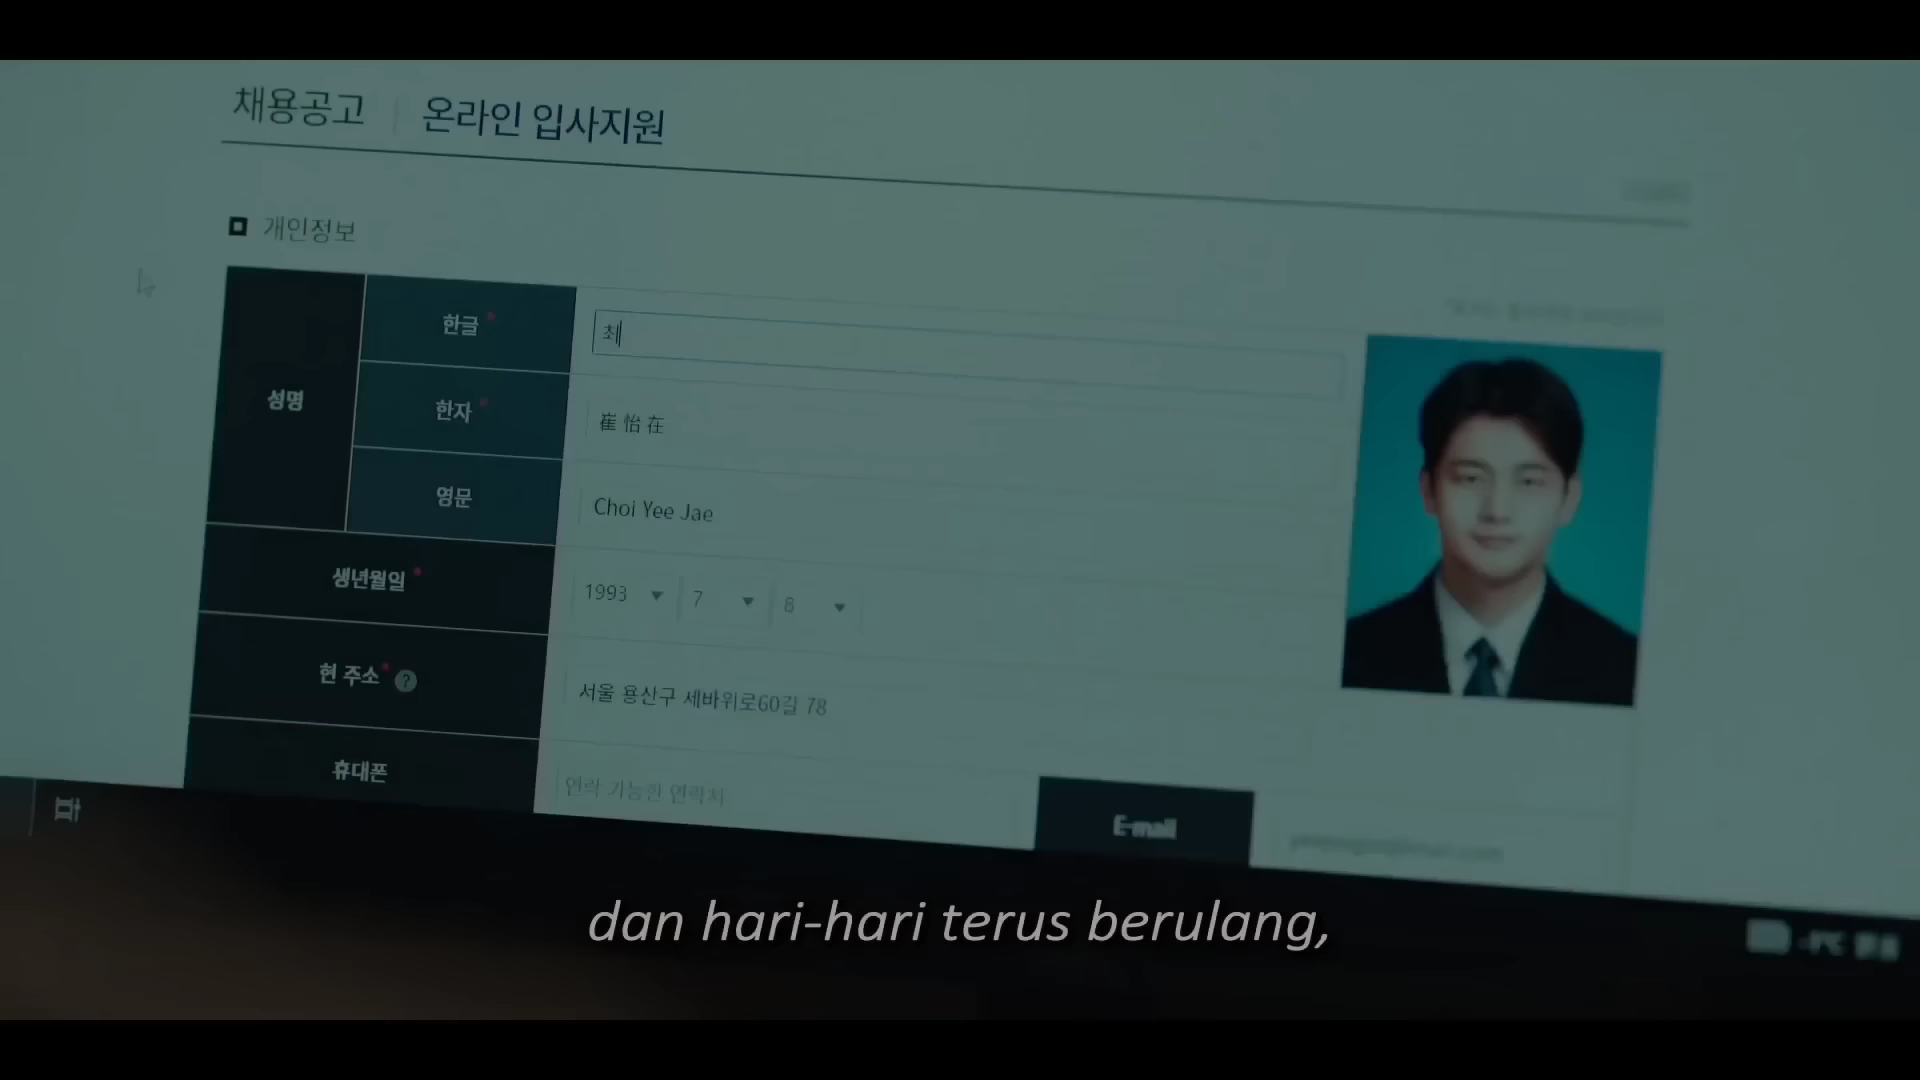 채용공고 | 온라인 입사지원
개인정보
성명
한글 *
최
한자 *
崔 怡 在
영문
Choi Yee Jae
생년월일 *
1993 ▼ 7 ▼ 8 ▼
현 주소 * ?
서울 용산구 세바위로60길 78
휴대폰
연락 가능한 연락처
E-mail
dan hari-hari terus berulang,